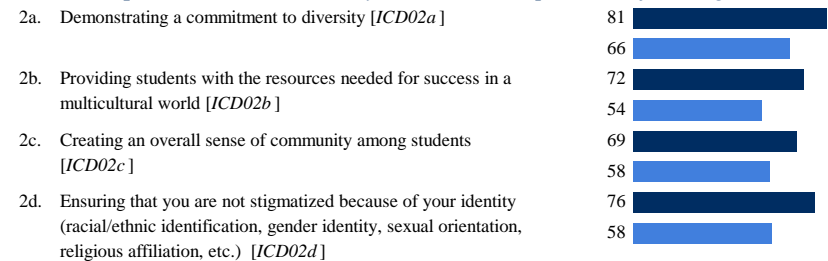 2a. Demonstrating a commitment to diversity [ICD02a ] 81
66
2b. Providing students with the resources needed for success in a 72
multicultural world [ICD02b ] 54
2c. Creating an overall sense of community among students 69
[ICD02c ] 58
2d. Ensuring that you are not stigmatized because of your identity 76
(racial/ethnic identification, gender identity, sexual orientation, 58
religious affiliation, etc.) [ICD02d ]